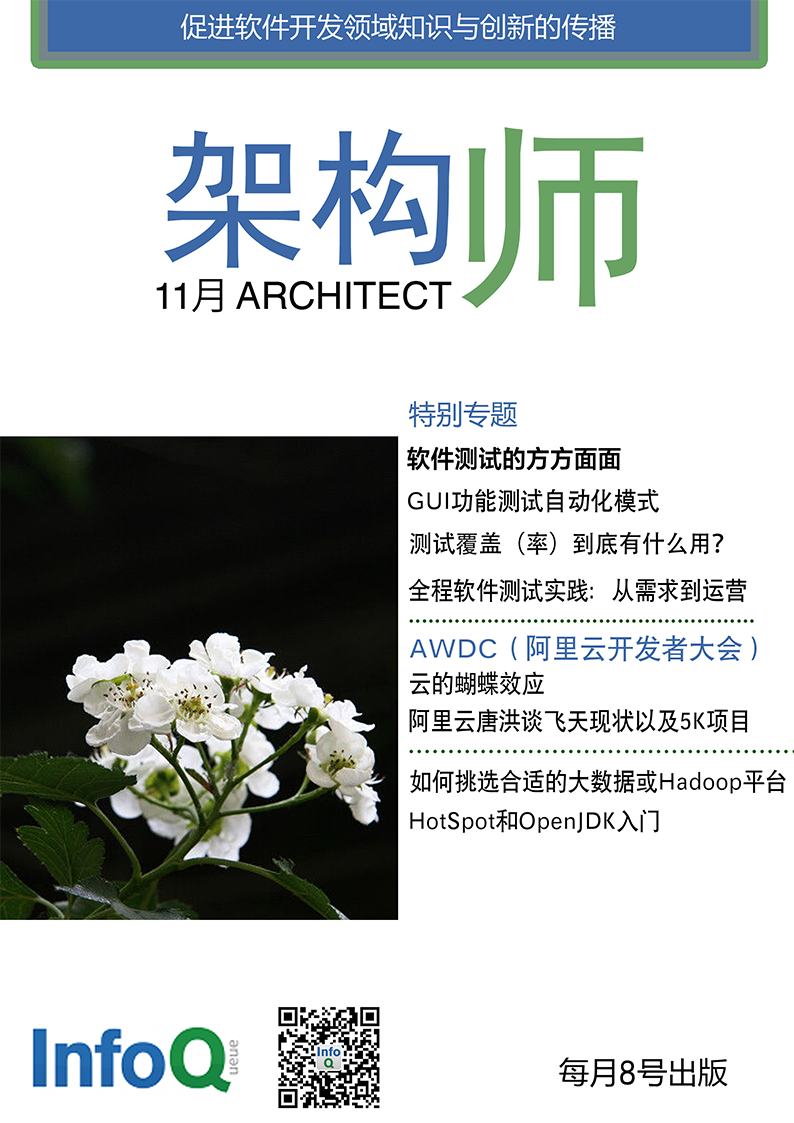 促进软件开发领域知识与创新的传播
架构师
11月 ARCHITECT
特别专题
软件测试的方方面面
GUI功能测试自动化模式
测试覆盖（率）到底有什么用？
全程软件测试实践：从需求到运营
AWDC（阿里云开发者大会）
云的蝴蝶效应
阿里云唐洪谈飞天现状以及5K项目
如何挑选合适的大数据或Hadoop平台
HotSpot和OpenJDK入门
InfoQueue
Info
Q
每月8号出版